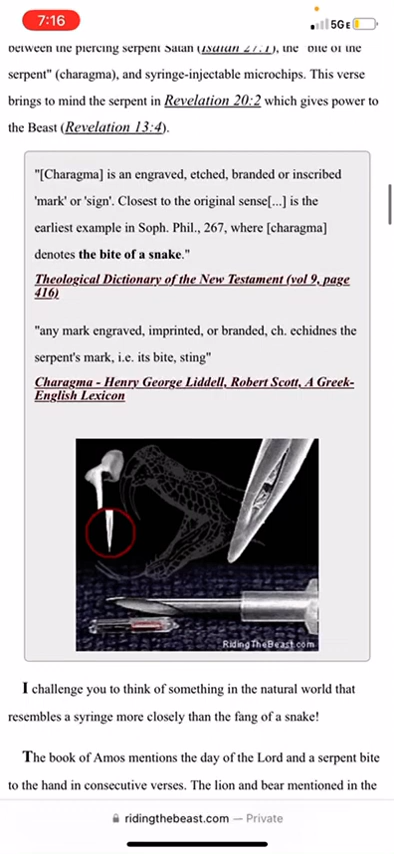 7:16
5GE
between the piercing serpent Satan (Isaiah 27:1), the "bite of the
serpent" (charagma), and syringe-injectable microchips. This verse
brings to mind the serpent in Revelation 20:2 which gives power to
the Beast (Revelation 13:4).
"[Charagma] is an engraved, etched, branded or inscribed
'mark' or 'sign'. Closest to the original sense[...] is the
earliest example in Soph. Phil., 267, where [charagma]
denotes the bite of a snake."
Theological Dictionary of the New Testament (vol 9, page
416)
"any mark engraved, imprinted, or branded, ch. echidnes the
serpent's mark, i.e. its bite, sting"
Charagma - Henry George Liddell, Robert Scott, A Greek-
English Lexicon
RidingTheBeast.com
I challenge you to think of something in the natural world that
resembles a syringe more closely than the fang of a snake!
The book of Amos mentions the day of the Lord and a serpent bite
to the hand in consecutive verses. The lion and bear mentioned in the
ridingthebeast.com — Private